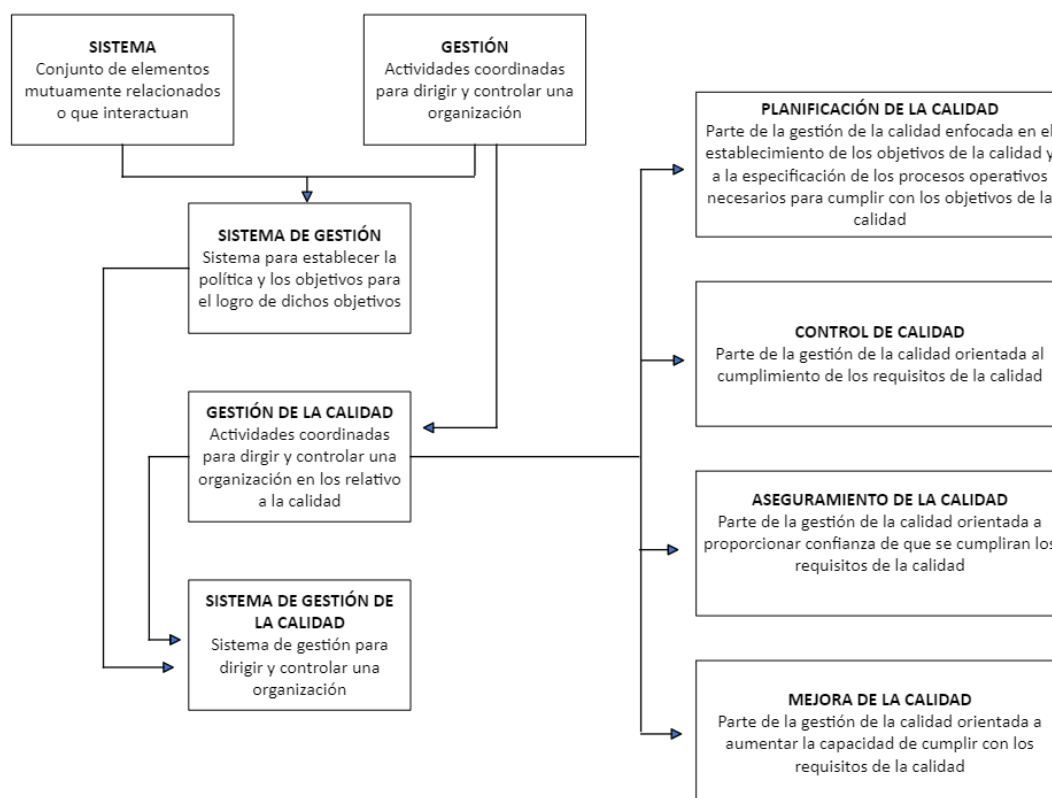 SISTEMA
Conjunto de elementos
mutuamente relacionados
o que interactuan
GESTIÓN
Actividades coordinadas
para dirigir y controlar una
organización
SISTEMA DE GESTIÓN
Sistema para establecer la
política y los objetivos para
el logro de dichos objetivos
GESTIÓN DE LA CALIDAD
Actividades coordinadas
para dirgir y controlar una
organización en los relativo
a la calidad
SISTEMA DE GESTIÓN DE
LA CALIDAD
Sistema de gestión para
dirigir y controlar una
organización
PLANIFICACIÓN DE LA CALIDAD
Parte de la gestión de la calidad enfocada en el
establecimiento de los objetivos de la calidad y
a la especificación de los procesos operativos
necesarios para cumplir con los objetivos de la
calidad
CONTROL DE CALIDAD
Parte de la gestión de la calidad orientada al
cumplimiento de los requisitos de la calidad
ASEGURAMIENTO DE LA CALIDAD
Parte de la gestión de la calidad orientada a
proporcionar confianza de que se cumpliran los
requisitos de la calidad
MEJORA DE LA CALIDAD
Parte de la gestión de la calidad orientada a
aumentar la capacidad de cumplir con los
requisitos de la calidad